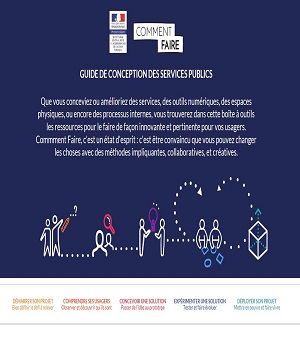 COMMENT
FAIRE
GUIDE DE CONCEPTION DES SERVICES PUBLICS
Que vous conceviez ou amélioriez des services, des outils numériques, des espaces
physiques, ou encore des processus internes, vous trouverez dans cette boîte à outils
les ressources pour le faire de façon innovante et pertinente pour vos usagers.
Commment Faire, c'est un état d'esprit : c'est être convaincu que vous pouvez changer
les choses avec des méthodes impliquantes, collaboratives, et créatives.
DÉMARRER SON PROJET
COMPRENDRE SES USAGERS
CONCEVOIR UNE SOLUTION
EXPÉRIMENTER UNE SOLUTION
DÉPLOYER SON PROJET
Observer et découvrir qui ils sont
Passer de l'idée au prototype
Tester et faire évoluer
Mettre en oeuvre et faire vivre